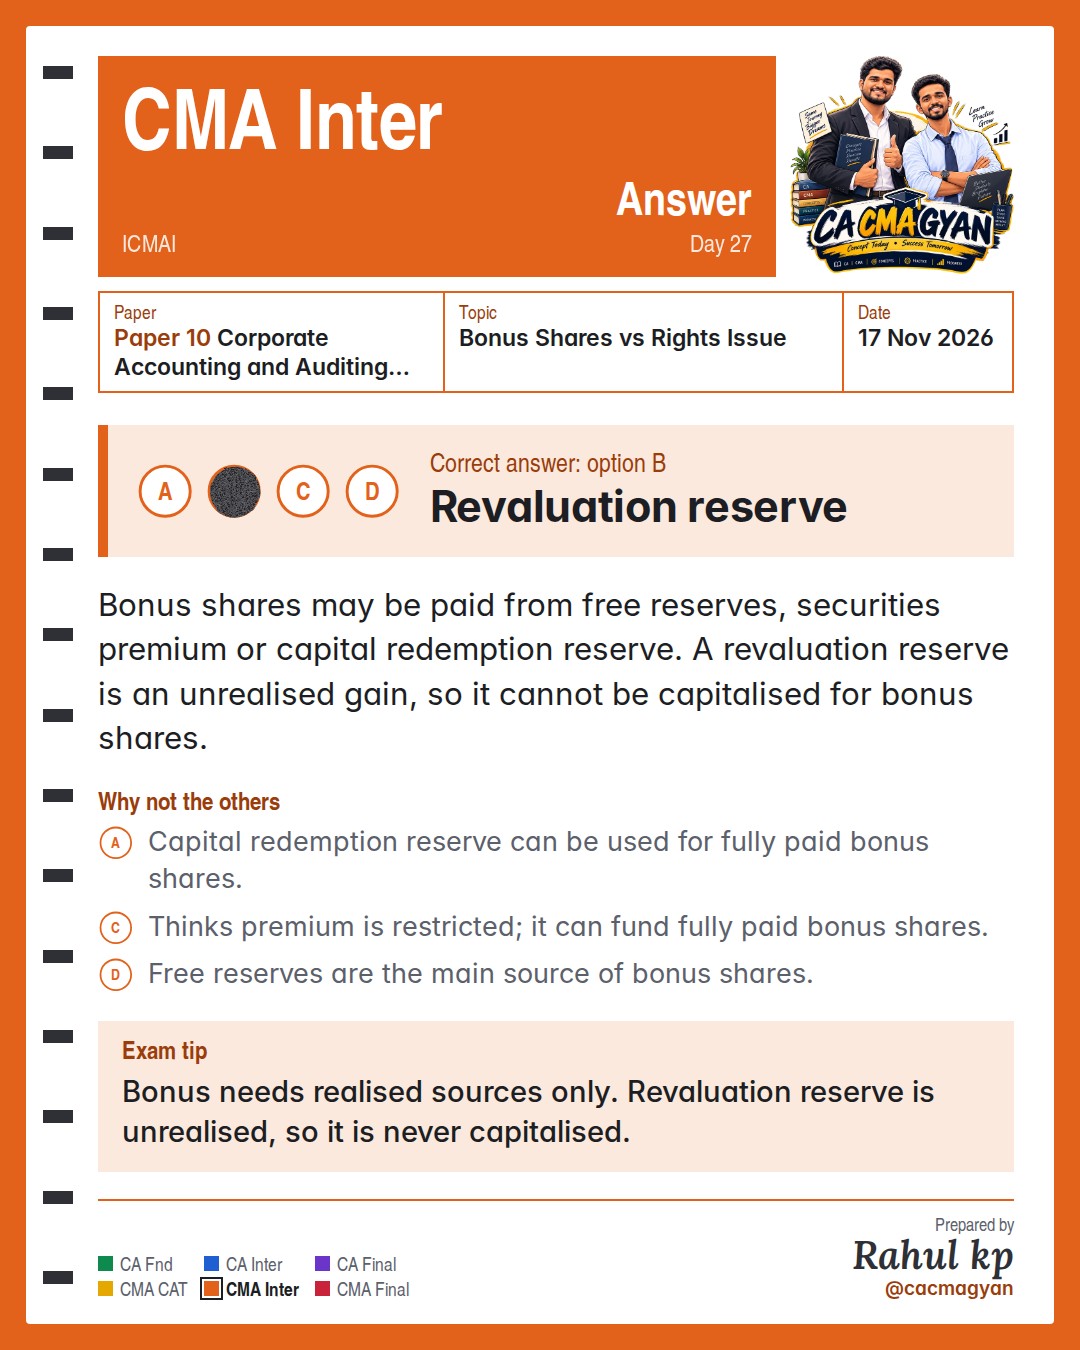 CMA Inter
Answer
ICMAI
Day 27
Learn
Practice
Grow
CA CMA GYAN
Concept Today • Success Tomorrow
Paper
Paper 10 Corporate
Accounting and Auditing...
Topic
Bonus Shares vs Rights Issue
Date
17 Nov 2026
A
C
D
Correct answer: option B
Revaluation reserve
Bonus shares may be paid from free reserves, securities
premium or capital redemption reserve. A revaluation reserve
is an unrealised gain, so it cannot be capitalised for bonus
shares.
Why not the others
A Capital redemption reserve can be used for fully paid bonus
shares.
C Thinks premium is restricted; it can fund fully paid bonus shares.
D Free reserves are the main source of bonus shares.
Exam tip
Bonus needs realised sources only. Revaluation reserve is
unrealised, so it is never capitalised.
CA Fnd CA Inter CA Final
CMA CAT CMA Inter CMA Final
Prepared by
Rahul kp
@cacmagyan